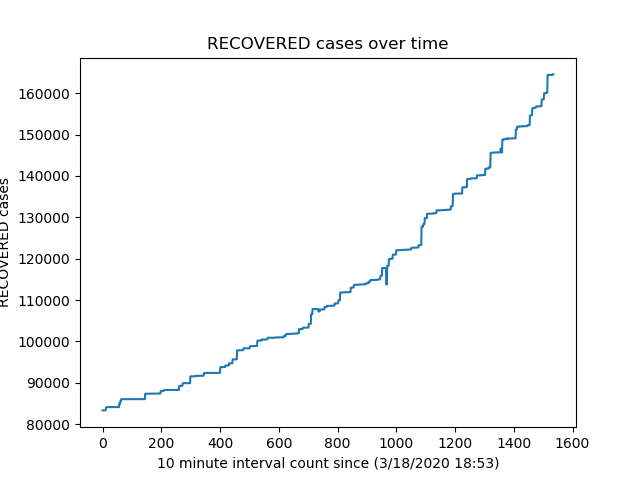 RECOVERED cases over time
160000
150000
140000
130000
120000
110000
100000
90000
80000
RECOVERED cases
0 200 400 600 800 1000 1200 1400 1600
10 minute interval count since (3/18/2020 18:53)